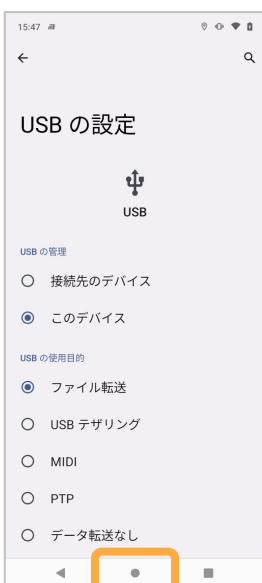 15:47
USB の設定
USB
USB の管理
接続先のデバイス
このデバイス
USB の使用目的
ファイル転送
USB テザリング
MIDI
PTP
データ転送なし